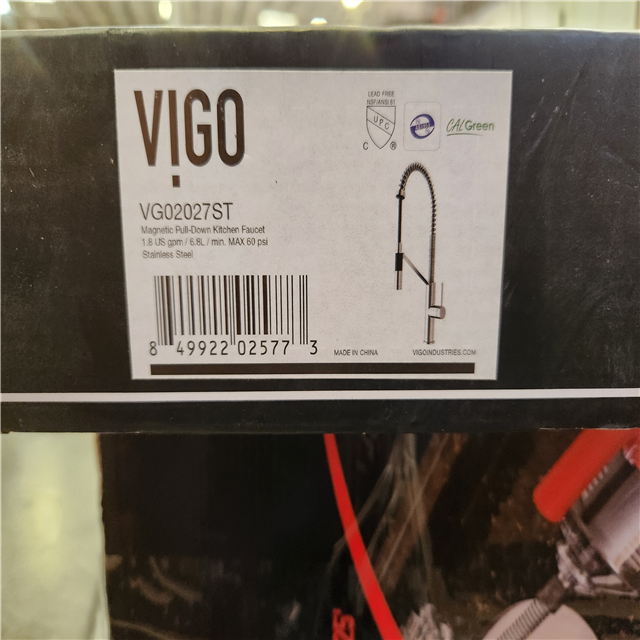 VIGO
LEAD FREE
NSF/ANSI 61
UPC
C ®
CALGreen
VG02027ST
Magnetic Pull-Down Kitchen Faucet
1.8 US gpm / 6.8L / min. MAX 60 psi
Stainless Steel
8 49922 02577 3
MADE IN CHINA
VIGOINDUSTRIES.COM